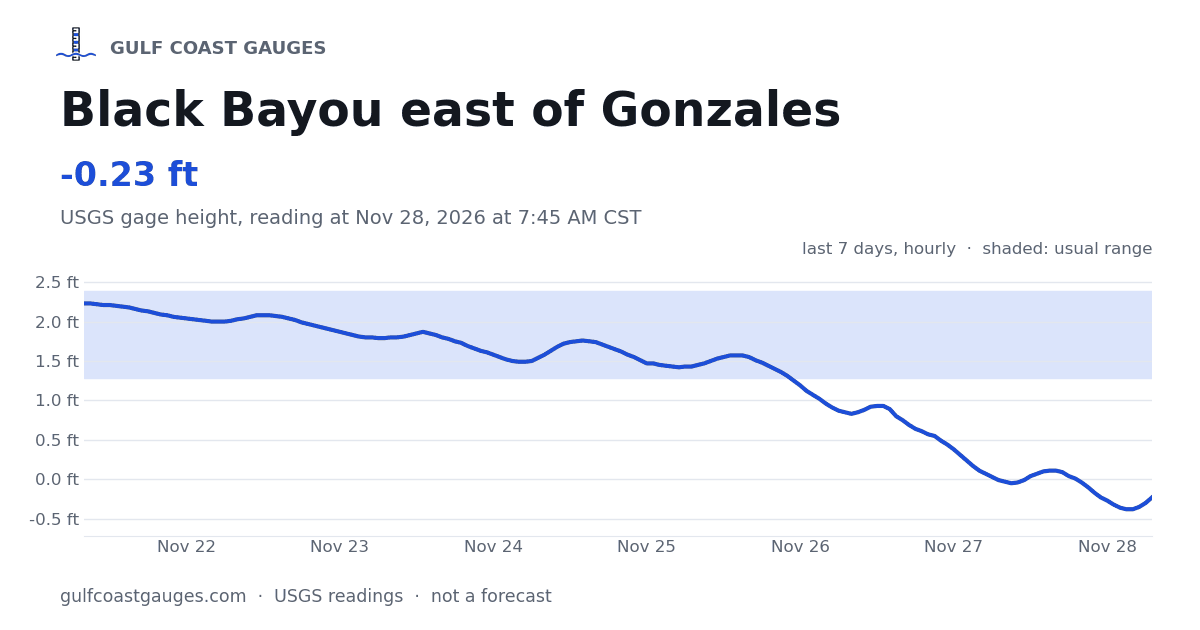 GULF COAST GAUGES
Black Bayou east of Gonzales
-0.23 ft
USGS gage height, reading at Nov 28, 2026 at 7:45 AM CST
last 7 days, hourly · shaded: usual range
2.5 ft
2.0 ft
1.5 ft
1.0 ft
0.5 ft
0.0 ft
-0.5 ft
Nov 22 Nov 23 Nov 24 Nov 25 Nov 26 Nov 27 Nov 28
gulfcoastgauges.com · USGS readings · not a forecast